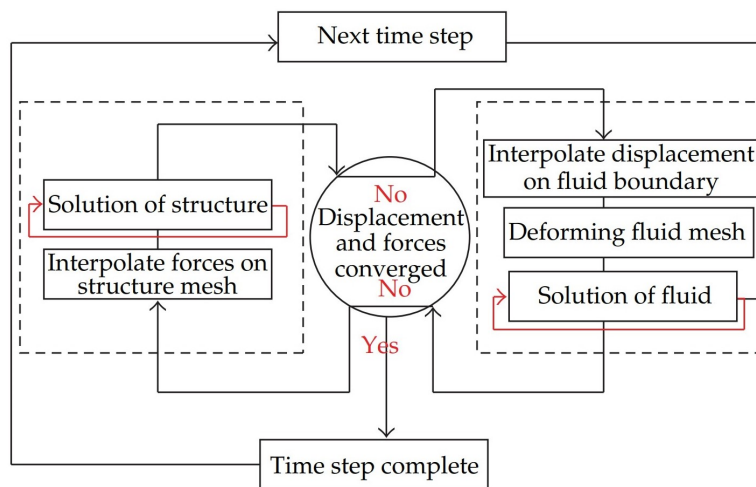 Next time step
Solution of structure
Interpolate forces on
structure mesh
No
Displacement
and forces
converged
No
Yes
Interpolate displacement
on fluid boundary
Deforming fluid mesh
Solution of fluid
Time step complete